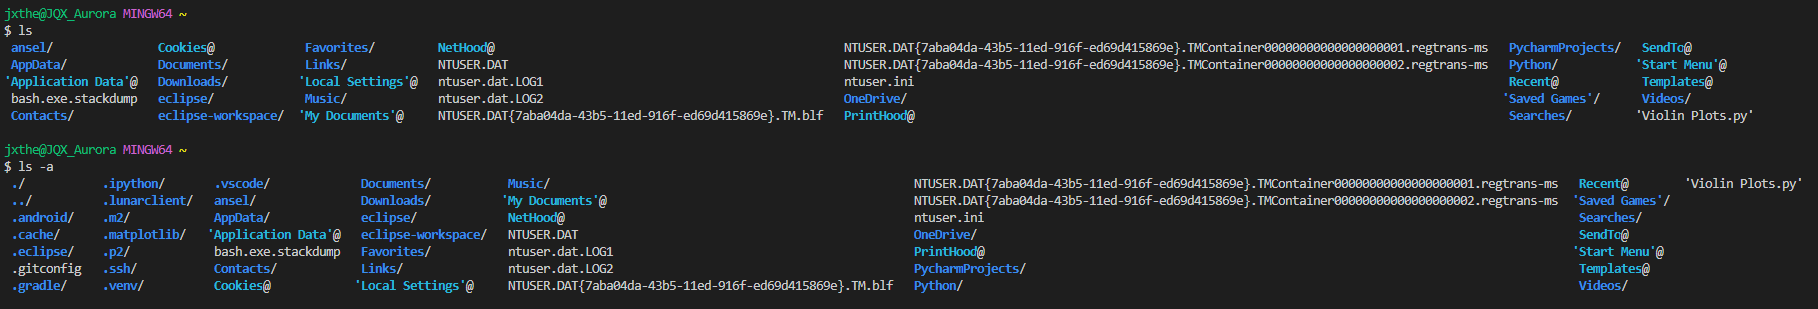 jxthe@JQX_Aurora MINGW64 ~
$ ls
 ansel/             Cookies@            Favorites/        NetHood@                                            NTUSER.DAT{7aba04da-43b5-11ed-916f-ed69d415869e}.TMContainer00000000000000000001.regtrans-ms   PycharmProjects/   SendTo@
 AppData/           Documents/          Links/            NTUSER.DAT                                          NTUSER.DAT{7aba04da-43b5-11ed-916f-ed69d415869e}.TMContainer00000000000000000002.regtrans-ms   Python/           'Start Menu'@
'Application Data'@ Downloads/         'Local Settings'@  ntuser.dat.LOG1                                     ntuser.ini                                                                                     Recent@            Templates@
 bash.exe.stackdump eclipse/            Music/            ntuser.dat.LOG2                                     OneDrive/                                                                                     'Saved Games'/      Videos/
 Contacts/          eclipse-workspace/ 'My Documents'@    NTUSER.DAT{7aba04da-43b5-11ed-916f-ed69d415869e}.TM.blf   PrintHood@                                                                               Searches/         'Violin Plots.py'
jxthe@JQX_Aurora MINGW64 ~
$ ls -a
 ./          .ipython/      .vscode/            Documents/           Music/            NTUSER.DAT{7aba04da-43b5-11ed-916f-ed69d415869e}.TMContainer00000000000000000001.regtrans-ms   Recent@        'Violin Plots.py'
 ../         .lunarclient/  ansel/              Downloads/          'My Documents'@    NTUSER.DAT{7aba04da-43b5-11ed-916f-ed69d415869e}.TMContainer00000000000000000002.regtrans-ms  'Saved Games'/
 .android/   .m2/           AppData/            eclipse/             NetHood@          ntuser.ini   Searches/
 .cache/     .matplotlib/  'Application Data'@  eclipse-workspace/   NTUSER.DAT        OneDrive/    SendTo@
 .eclipse/   .p2/           bash.exe.stackdump  Favorites/           ntuser.dat.LOG1   PrintHood@  'Start Menu'@
 .gitconfig  .ssh/          Contacts/           Links/               ntuser.dat.LOG2   PycharmProjects/   Templates@
 .gradle/    .venv/         Cookies@           'Local Settings'@     NTUSER.DAT{7aba04da-43b5-11ed-916f-ed69d415869e}.TM.blf   Python/   Videos/